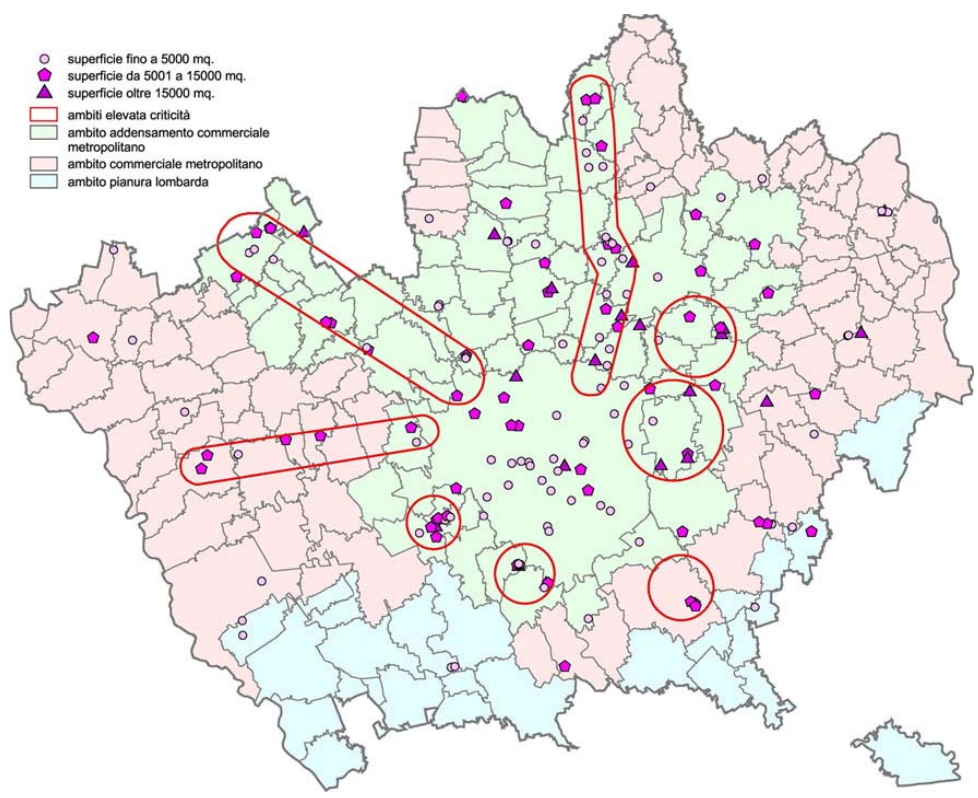 superficie fino a 5000 mq.
superficie da 5001 a 15000 mq.
superficie oltre 15000 mq.
ambiti elevata criticità
ambito addensamento commerciale
metropolitano
ambito commerciale metropolitano
ambito pianura lombarda